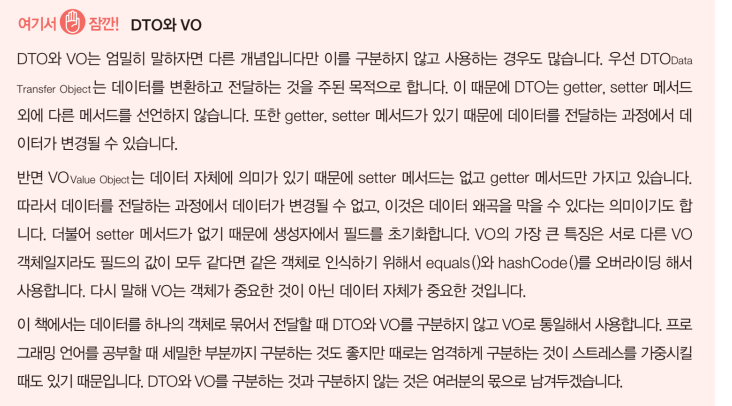 여기서 잠깐! DTO와 VO
DTO와 VO는 엄밀히 말하자면 다른 개념입니다만 이를 구분하지 않고 사용하는 경우도 많습니다. 우선 DTOData
Transfer Object는 데이터를 변환하고 전달하는 것을 주된 목적으로 합니다. 이 때문에 DTO는 getter, setter 메서드
외에 다른 메서드를 선언하지 않습니다. 또한 getter, setter 메서드가 있기 때문에 데이터를 전달하는 과정에서 데
이터가 변경될 수 있습니다.
반면 VOValue Object는 데이터 자체에 의미가 있기 때문에 setter 메서드는 없고 getter 메서드만 가지고 있습니다.
따라서 데이터를 전달하는 과정에서 데이터가 변경될 수 없고, 이것은 데이터 왜곡을 막을 수 있다는 의미이기도 합
니다. 더불어 setter 메서드가 없기 때문에 생성자에서 필드를 초기화합니다. VO의 가장 큰 특징은 서로 다른 VO
객체일지라도 필드의 값이 모두 같다면 같은 객체로 인식하기 위해서 equals()와 hashCode()를 오버라이딩 해서
사용합니다. 다시 말해 VO는 객체가 중요한 것이 아닌 데이터 자체가 중요한 것입니다.
이 책에서는 데이터를 하나의 객체로 묶어서 전달할 때 DTO와 VO를 구분하지 않고 VO로 통일해서 사용합니다. 프로
그래밍 언어를 공부할 때 세밀한 부분까지 구분하는 것도 좋지만 때로는 엄격하게 구분하는 것이 스트레스를 가중시킬
때도 있기 때문입니다. DTO와 VO를 구분하는 것과 구분하지 않는 것은 여러분의 몫으로 남겨두겠습니다.